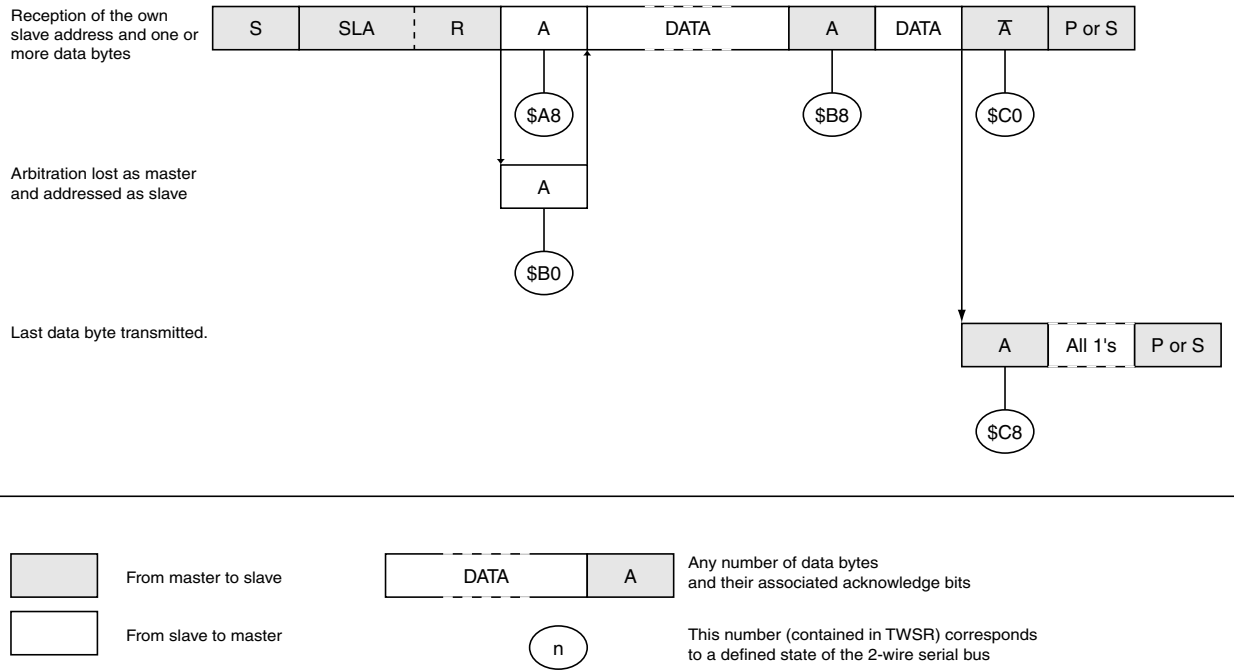 Reception of the own
slave address and one or
more data bytes
S SLA R A DATA A DATA A̅ P or S
$A8 $B8 $C0
Arbitration lost as master
and addressed as slave
A
$B0
Last data byte transmitted.
A All 1's P or S
$C8
From master to slave
DATA A
Any number of data bytes
and their associated acknowledge bits
From slave to master
n
This number (contained in TWSR) corresponds
to a defined state of the 2-wire serial bus